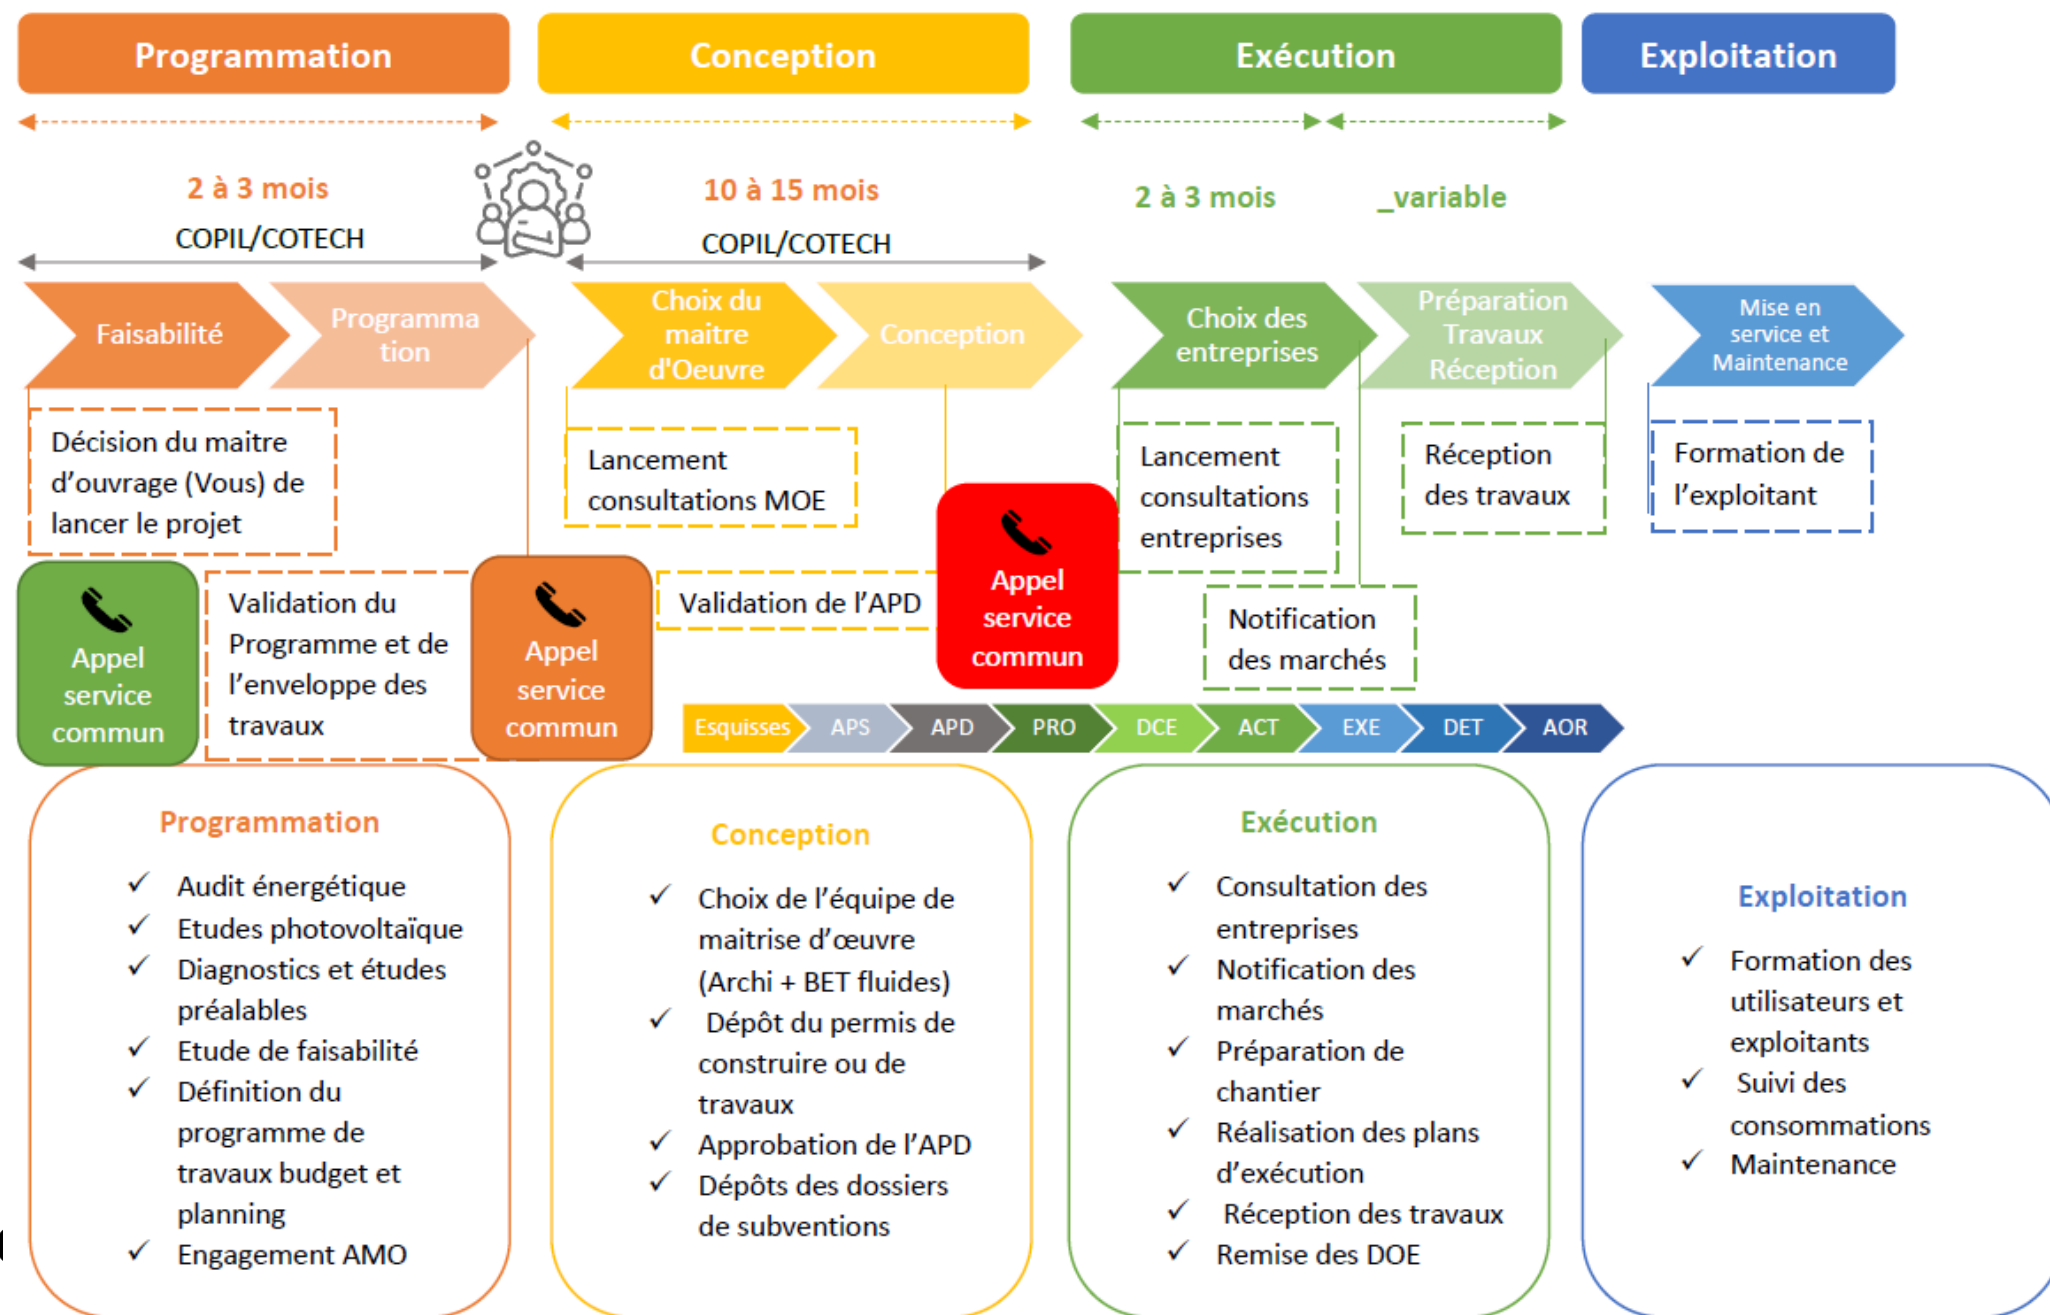 Programmation
Conception
Exécution
Exploitation
2 à 3 mois
COPIL/COTECH
10 à 15 mois
COPIL/COTECH
2 à 3 mois
_variable
Faisabilité
Programma
tion
Choix du
maitre
d'Oeuvre
Conception
Choix des
entreprises
Préparation
Travaux
Réception
Mise en
service et
Maintenance
Décision du maitre
d’ouvrage (Vous) de
lancer le projet
Lancement
consultations MOE
Lancement
consultations
entreprises
Réception
des travaux
Formation de
l’exploitant
Appel
service
commun
Validation du
Programme et de
l’enveloppe des
travaux
Appel
service
commun
Validation de l’APD
Appel
service
commun
Notification
des marchés
Esquisses
APS
APD
PRO
DCE
ACT
EXE
DET
AOR
Programmation
✓ Audit énergétique
✓ Etudes photovoltaïque
✓ Diagnostics et études
préalables
✓ Etude de faisabilité
✓ Définition du
programme de
travaux budget et
planning
✓ Engagement AMO
Conception
✓ Choix de l’équipe de
maitrise d’œuvre
(Archi + BET fluides)
✓ Dépôt du permis de
construire ou de
travaux
✓ Approbation de l’APD
✓ Dépôts des dossiers
de subventions
Exécution
✓ Consultation des
entreprises
✓ Notification des
marchés
✓ Préparation de
chantier
✓ Réalisation des plans
d’exécution
✓ Réception des travaux
✓ Remise des DOE
Exploitation
✓ Formation des
utilisateurs et
exploitants
✓ Suivi des
consommations
✓ Maintenance